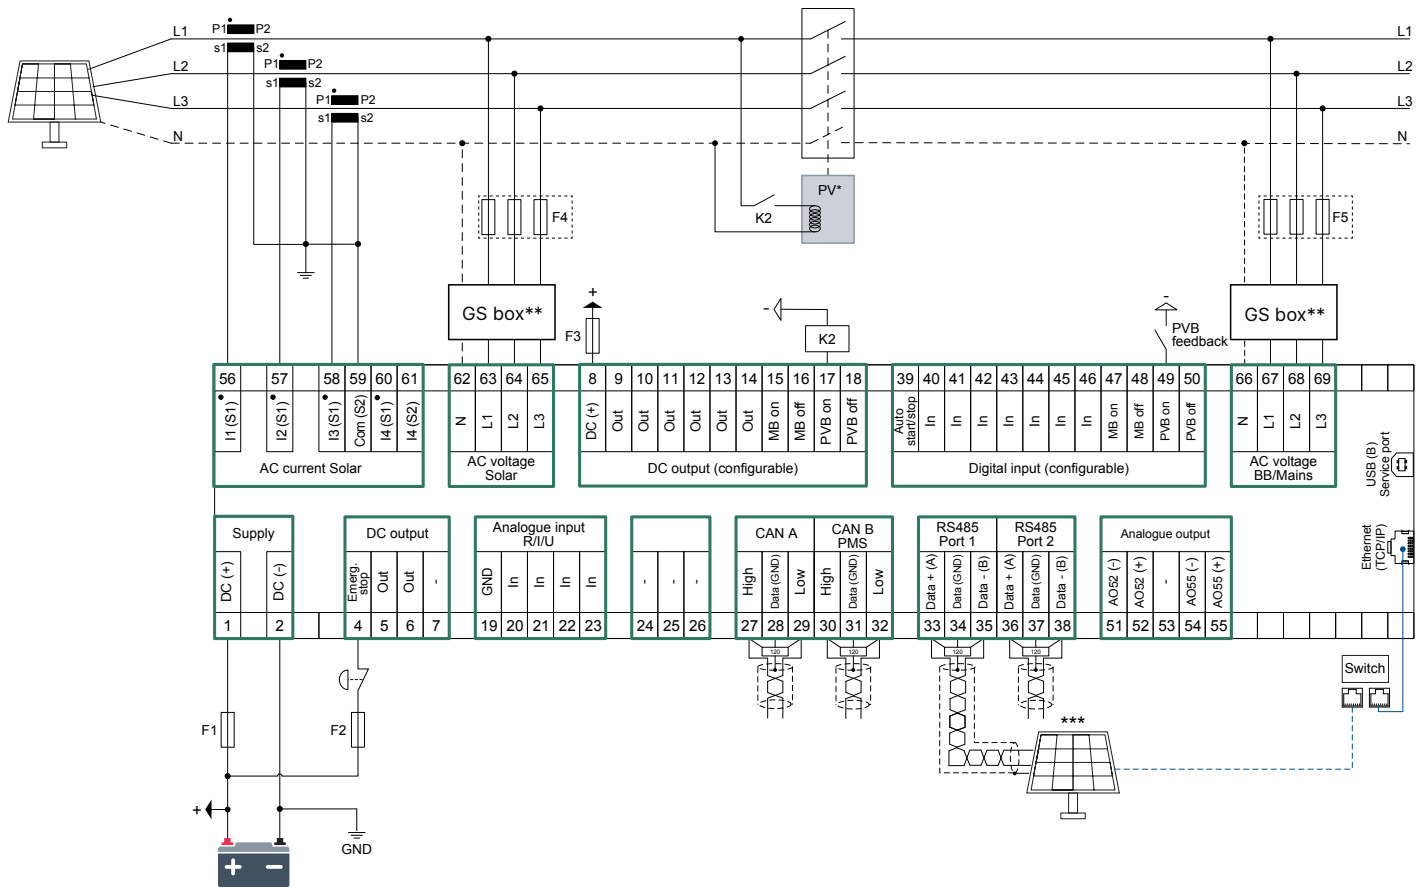 L1
P1 P2
s1 s2
L2
P1 P2
s1 s2
L3
P1 P2
s1 s2
N
L1
L2
L3
N
PV*
K2
F4
F5
GS box**
GS box**
+
F3
-
K2
-
PVB
feedback
56 57 58 59 60 61
I1 (S1)
I2 (S1)
I3 (S1)
Com (S2)
I4 (S1)
I4 (S2)
AC current Solar
62 63 64 65
N
L1
L2
L3
AC voltage
Solar
8 9 10 11 12 13 14 15 16 17 18
DC (+)
Out
Out
Out
Out
Out
Out
MB on
MB off
PVB on
PVB off
DC output (configurable)
39 40 41 42 43 44 45 46 47 48 49 50
Auto
start/stop
In
In
In
In
In
In
In
MB on
MB off
PVB on
PVB off
Digital input (configurable)
66 67 68 69
N
L1
L2
L3
AC voltage
BB/Mains
USB (B)
Service port
Supply
DC (+)
DC (-)
1 2
DC output
Emerg.
stop
Out
Out
-
4 5 6 7
Analogue input
R/I/U
GND
In
In
In
In
19 20 21 22 23
-
-
-
24 25 26
CAN A
High
Data (GND)
Low
27 28 29
CAN B
PMS
High
Data (GND)
Low
30 31 32
RS485
Port 1
Data + (A)
Data (GND)
Data - (B)
33 34 35
RS485
Port 2
Data + (A)
Data (GND)
Data - (B)
36 37 38
Analogue output
AO52 (-)
AO52 (+)
-
AO55 (-)
AO55 (+)
51 52 53 54 55
Ethernet
(TCP/IP)
120
120
120
120
Switch
F1
F2
***
+
GND
+ −